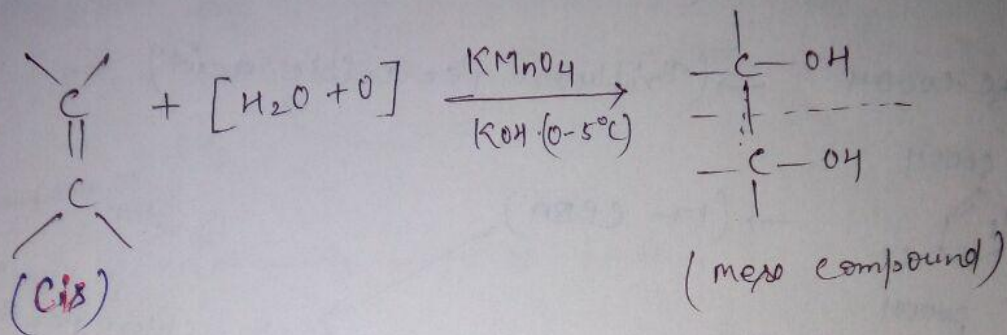 C
||
C
(Cis)
+ [H₂O + O]
KMnO₄
KOH·(0-5°C)
— C — OH
— C — OH
(meso compound)